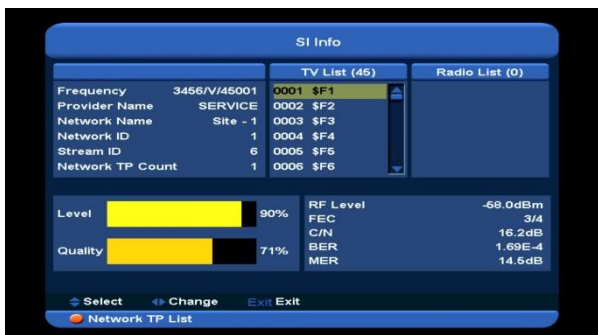 SI Info
TV List (45)
Radio List (0)
Frequency 3456/V/45001
Provider Name SERVICE
Network Name Site - 1
Network ID 1
Stream ID 6
Network TP Count 1
0001 $F1
0002 $F2
0003 $F3
0004 $F4
0005 $F5
0006 $F6
Level 90%
Quality 71%
RF Level -58.0dBm
FEC 3/4
C/N 16.2dB
BER 1.69E-4
MER 14.5dB
Select Change Exit Exit
Network TP List